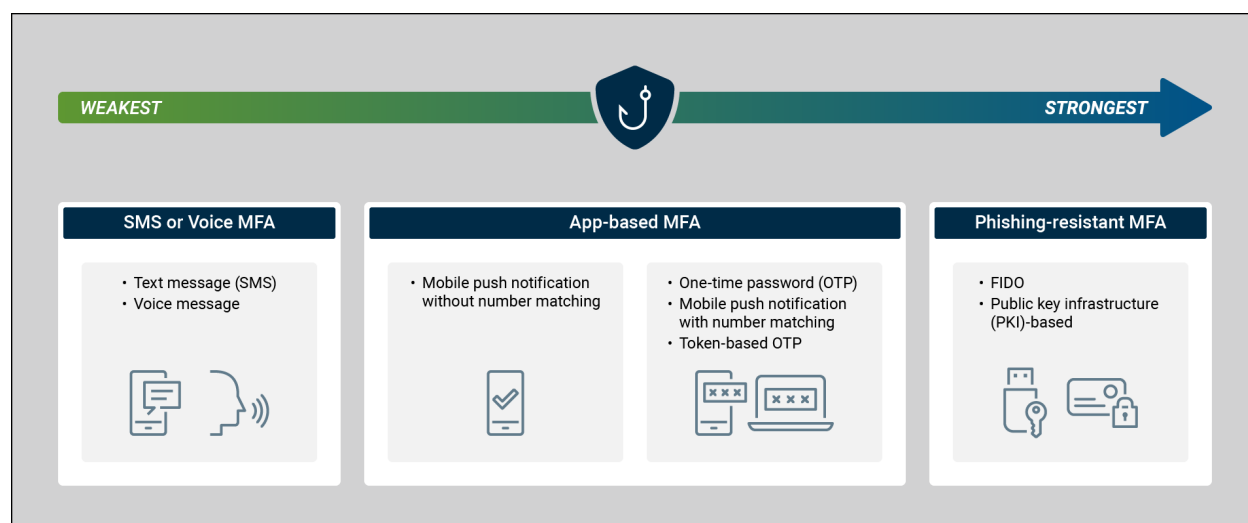 WEAKEST
STRONGEST
SMS or Voice MFA
• Text message (SMS)
• Voice message
App-based MFA
• Mobile push notification
without number matching
• One-time password (OTP)
• Mobile push notification
with number matching
• Token-based OTP
xxx
xxx
Phishing-resistant MFA
• FIDO
• Public key infrastructure
(PKI)-based